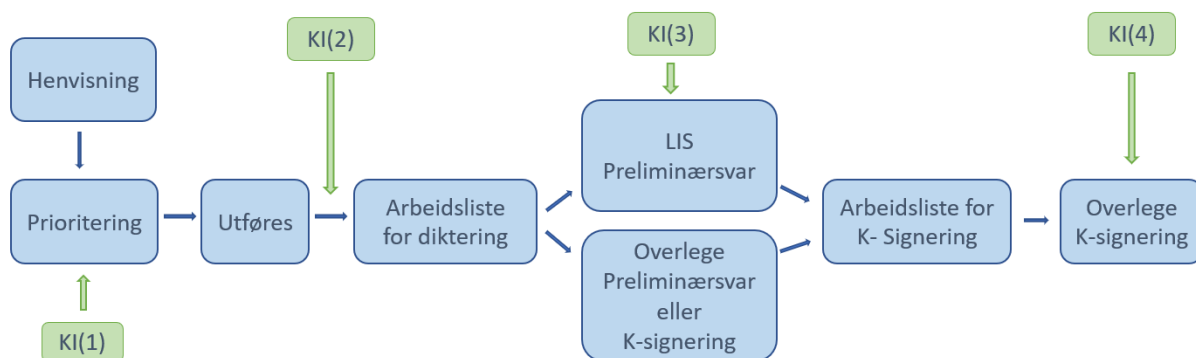 KI(2)
KI(3)
KI(4)
Henvisning
LIS
Preliminærsvar
Prioritering
Utføres
Arbeidsliste
for diktering
Arbeidsliste for
K- Signering
Overlege
K-signering
Overlege
Preliminærsvar
eller
K-signering
KI(1)